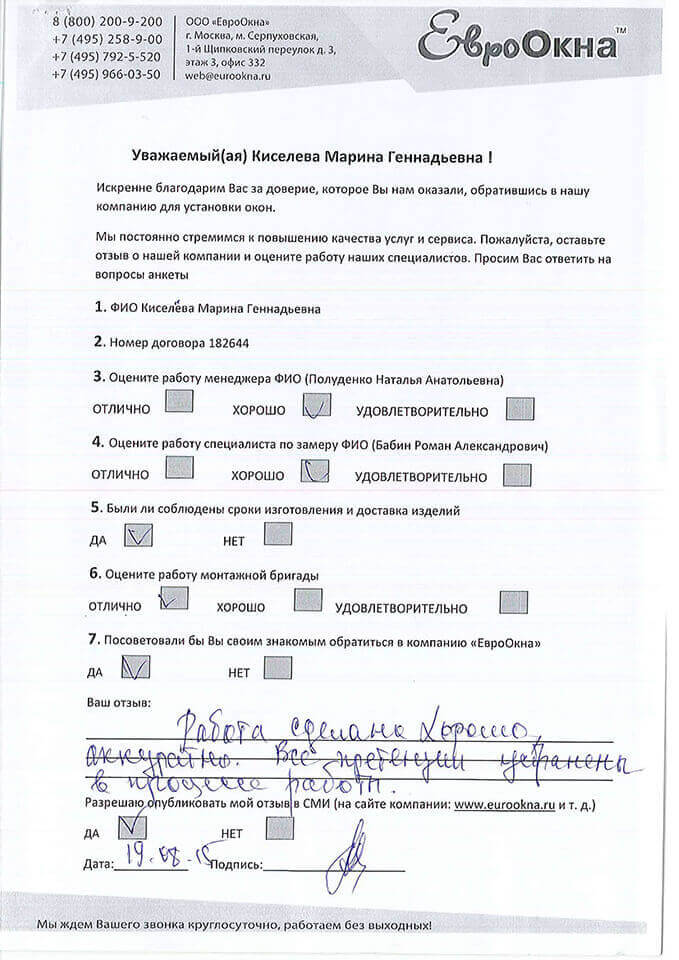 8 (800) 200-9-200
+7 (495) 258-9-00
+7 (495) 792-5-520
+7 (495) 966-03-50
ООО «ЕвроОкна»
г. Москва, м. Серпуховская,
1-й Щипковский переулок д. 3,
этаж 3, офис 332
web@eurookna.ru
ЕвроОкна™
Уважаемый(ая) Киселева Марина Геннадьевна !
Искренне благодарим Вас за доверие, которое Вы нам оказали, обратившись в нашу
компанию для установки окон.
Мы постоянно стремимся к повышению качества услуг и сервиса. Пожалуйста, оставьте
отзыв о нашей компании и оцените работу наших специалистов. Просим Вас ответить на
вопросы анкеты
1. ФИО Киселёва Марина Геннадьевна
2. Номер договора 182644
3. Оцените работу менеджера ФИО (Полуденко Наталья Анатольевна)
ОТЛИЧНО ХОРОШО УДОВЛЕТВОРИТЕЛЬНО
4. Оцените работу специалиста по замеру ФИО (Бабин Роман Александрович)
ОТЛИЧНО ХОРОШО УДОВЛЕТВОРИТЕЛЬНО
5. Были ли соблюдены сроки изготовления и доставка изделий
ДА НЕТ
6. Оцените работу монтажной бригады
ОТЛИЧНО ХОРОШО УДОВЛЕТВОРИТЕЛЬНО
7. Посоветовали бы Вы своим знакомым обратиться в компанию «ЕвроОкна»
ДА НЕТ
Ваш отзыв:
Работа сделана хорошо,
аккуратно. Все претензии устранены
в процессе работы.
Разрешаю опубликовать мой отзыв в СМИ (на сайте компании: www.eurookna.ru и т. д.)
ДА НЕТ
Дата: 19.08.15 Подпись:
Мы ждем Вашего звонка круглосуточно, работаем без выходных!